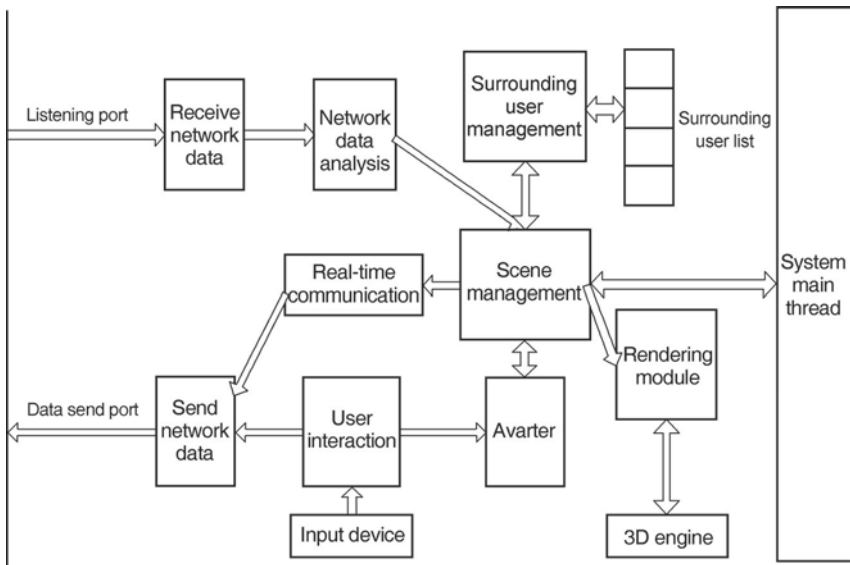 Listening port
Receive
network
data
Network
data
analysis
Surrounding
user
management
Surrounding
user list
Real-time
communication
Scene
management
System
main
thread
Rendering
module
Data send port
Send
network
data
User
interaction
Avarter
Input device
3D engine